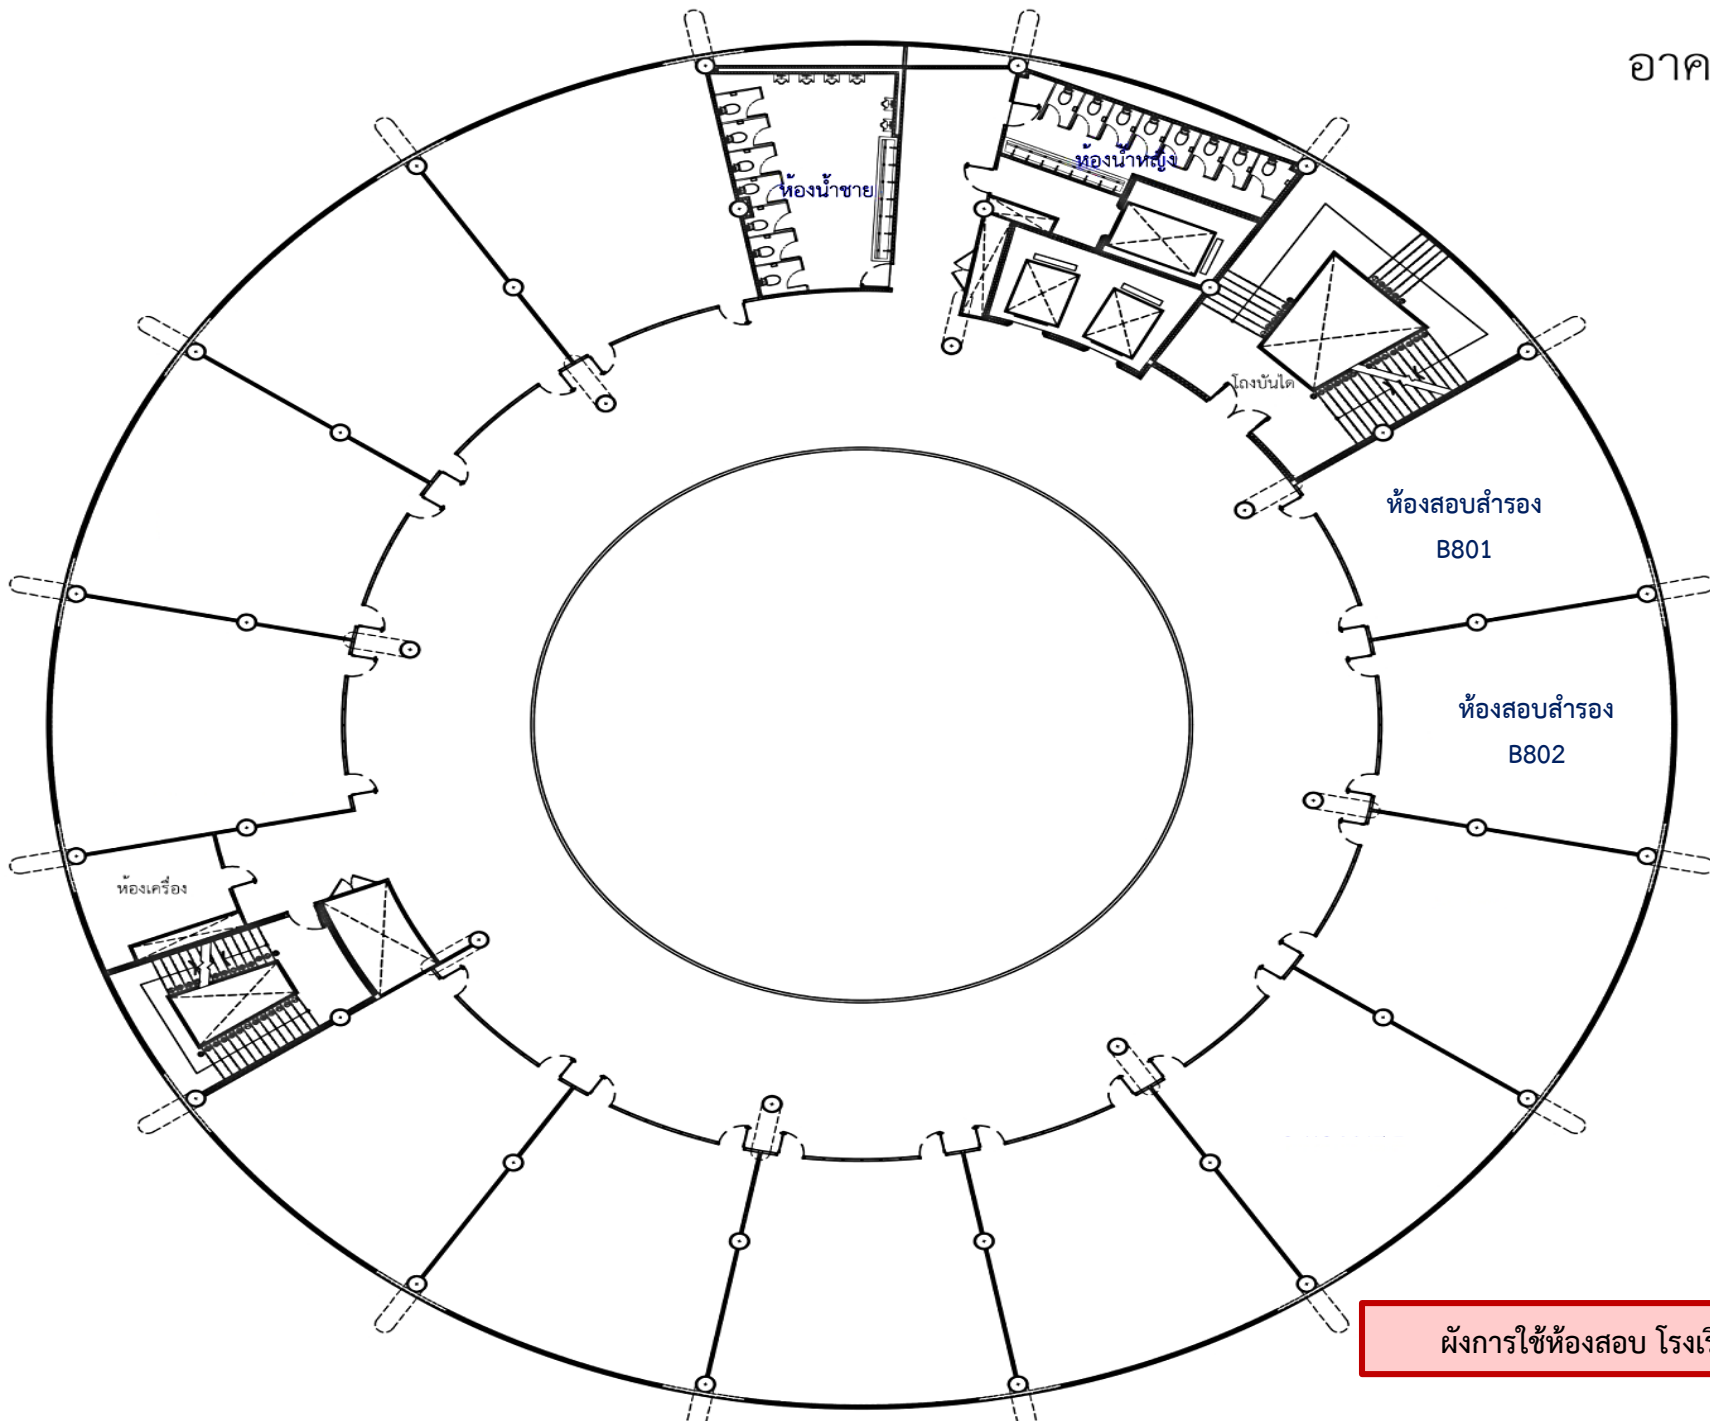 อาค
ห้องน้ำหญิง
ห้องน้ำชาย
โถงบันได
ห้องสอบสำรอง
B801
ห้องสอบสำรอง
B802
ห้องเครื่อง
ผังการใช้ห้องสอบ โรงเรี